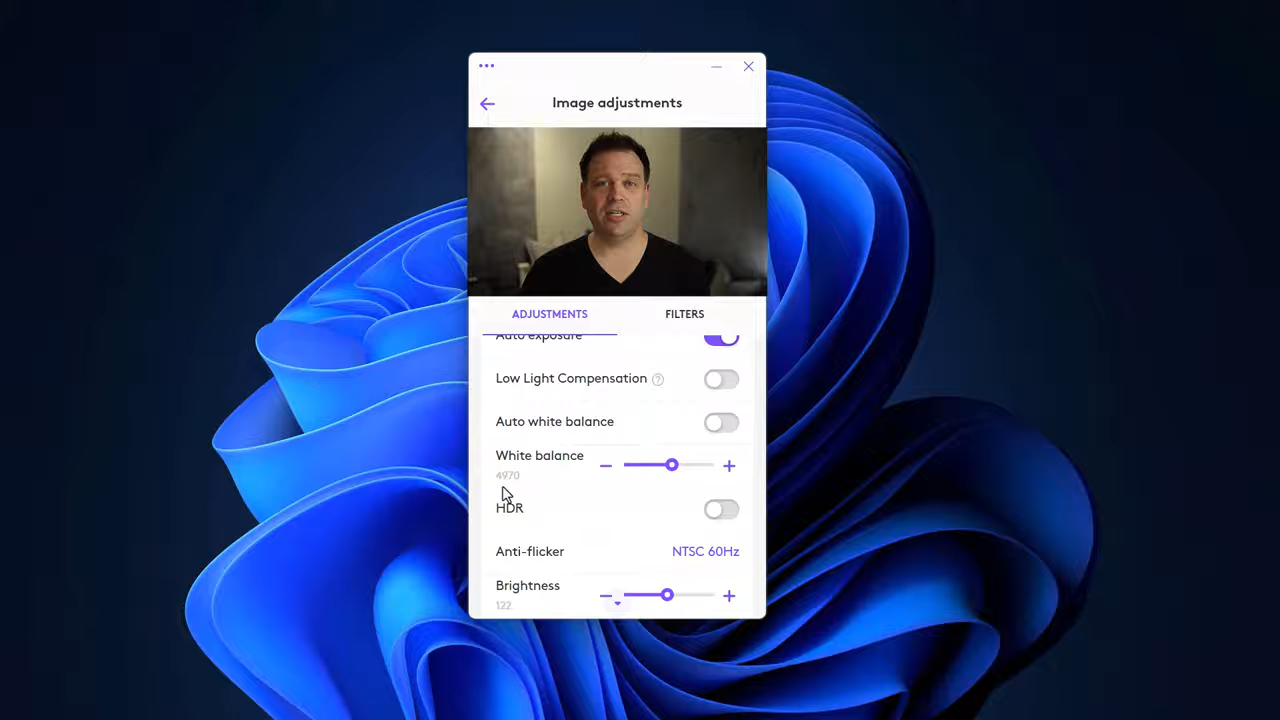 Image adjustments
ADJUSTMENTS FILTERS
Auto exposure
Low Light Compensation ?
Auto white balance
White balance
4970
HDR
Anti-flicker NTSC 60Hz
Brightness
122